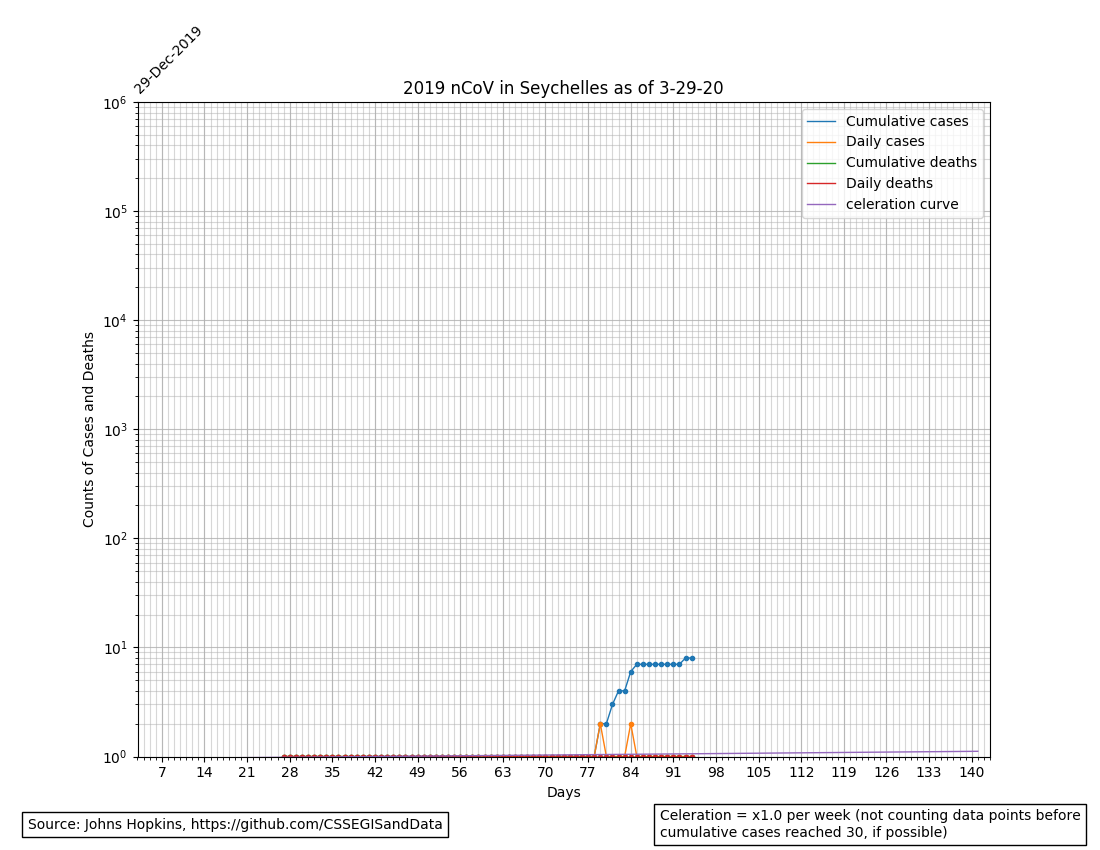 29-Dec-2019
2019 nCoV in Seychelles as of 3-29-20
Cumulative cases
Daily cases
Cumulative deaths
Daily deaths
celeration curve
Counts of Cases and Deaths
10^6
10^5
10^4
10^3
10^2
10^1
10^0
7 14 21 28 35 42 49 56 63 70 77 84 91 98 105 112 119 126 133 140
Days
Source: Johns Hopkins, https://github.com/CSSEGISandData
Celeration = x1.0 per week (not counting data points before
cumulative cases reached 30, if possible)